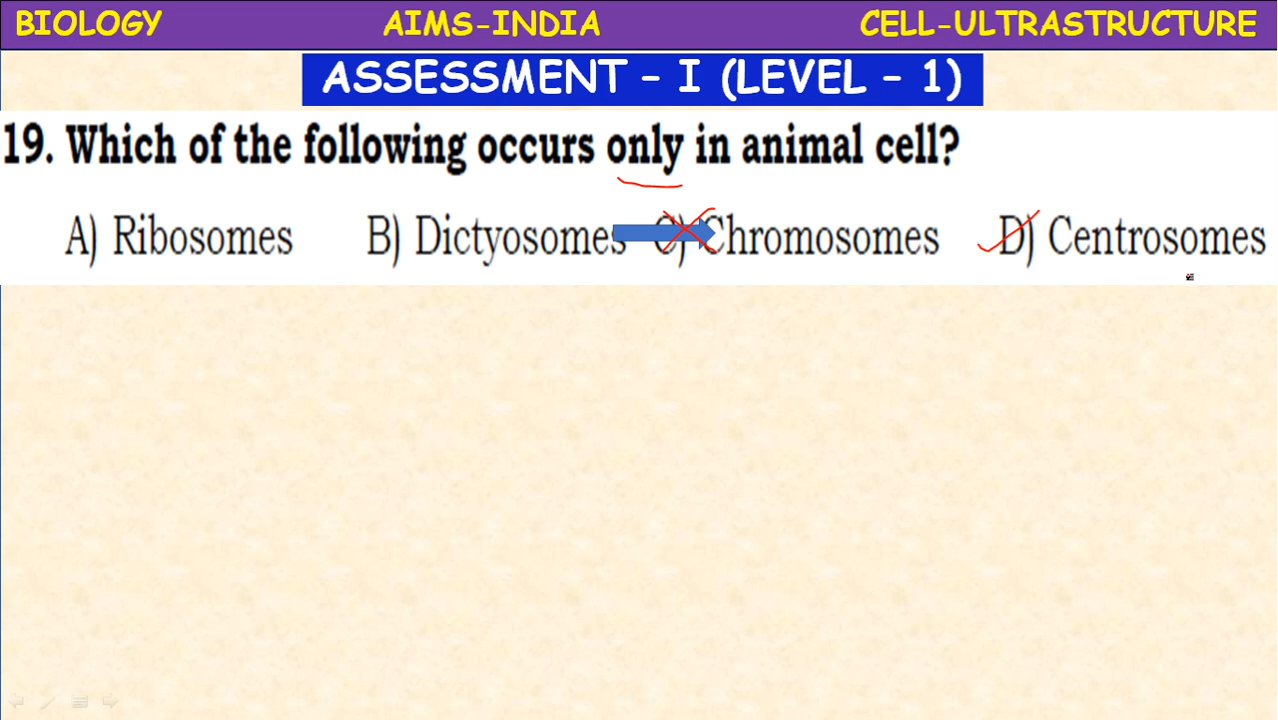 BIOLOGY AIMS-INDIA CELL-ULTRASTRUCTURE
ASSESSMENT – I (LEVEL – 1)
19. Which of the following occurs only in animal cell?
A) Ribosomes B) Dictyosomes C) Chromosomes D) Centrosomes